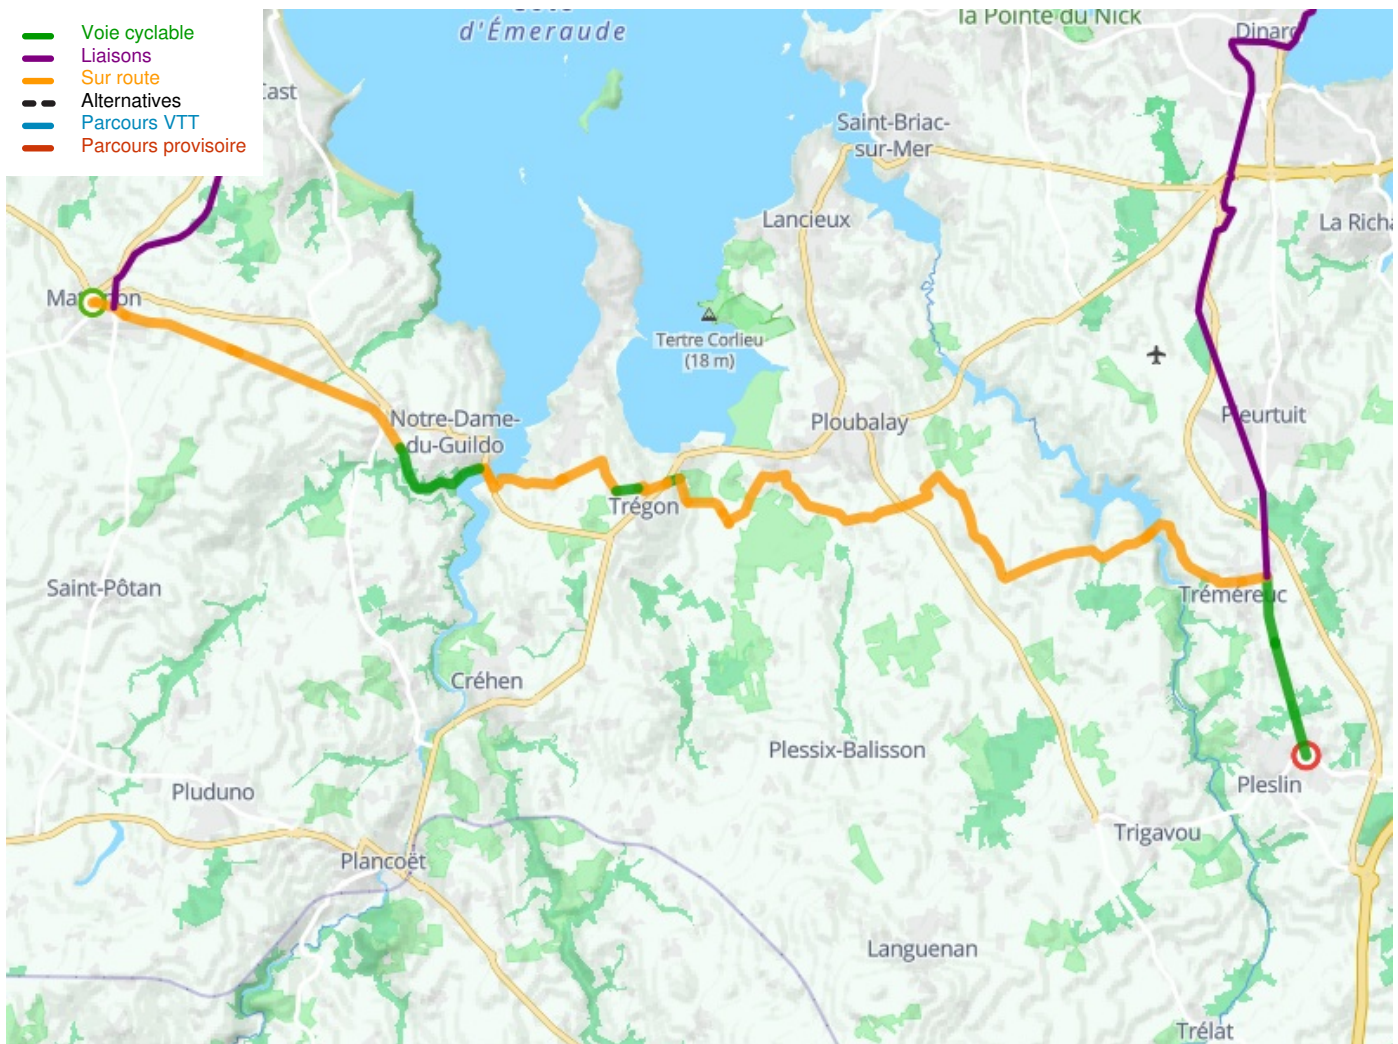 Voie cyclable
Liaisons
Sur route
Alternatives
Parcours VTT
Parcours provisoire
d'Émeraude
la Pointe du Nick
Dinard
Saint-Briac-
sur-Mer
Lancieux
La Richa
Tertre Corlieu
(18 m)
Notre-Dame-
du-Guildo
Ploubalay
Pleurtuit
Trégon
Saint-Pôtan
Tréméreuc
Créhen
Plessix-Balisson
Pleslin
Pluduno
Trigavou
Plancoët
Languenan
Trélat